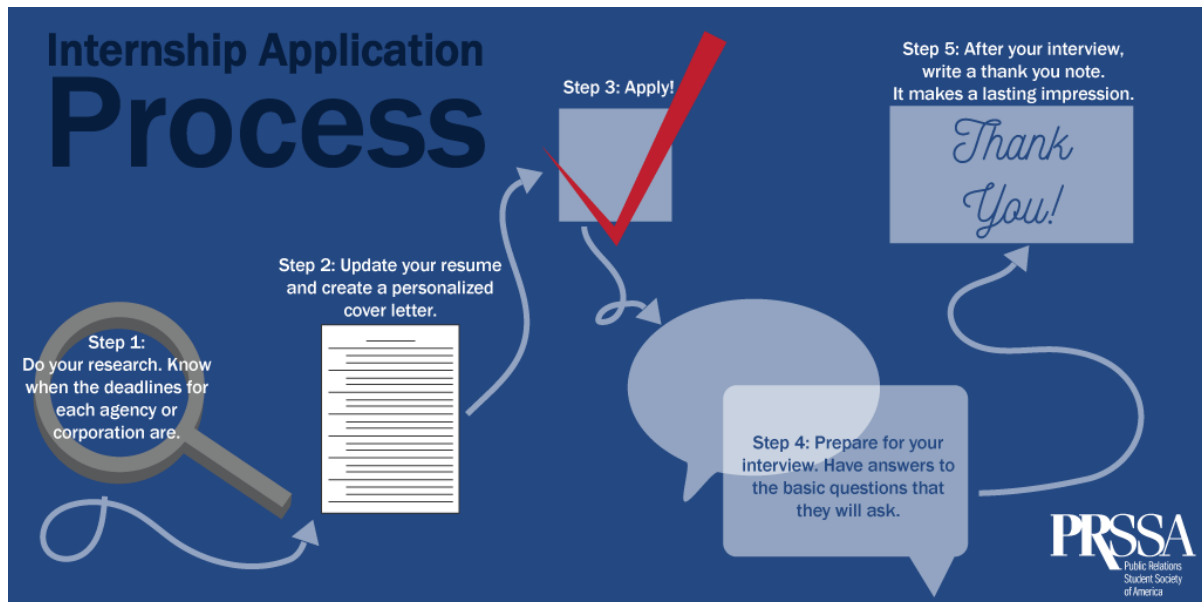 Internship Application
Process
Step 1:
Do your research. Know
when the deadlines for
each agency or
corporation are.
Step 2: Update your resume
and create a personalized
cover letter.
Step 3: Apply!
Step 4: Prepare for your
interview. Have answers to
the basic questions that
they will ask.
Step 5: After your interview,
write a thank you note.
It makes a lasting impression.
Thank
You!
PRSSA
Public Relations
Student Society
of America